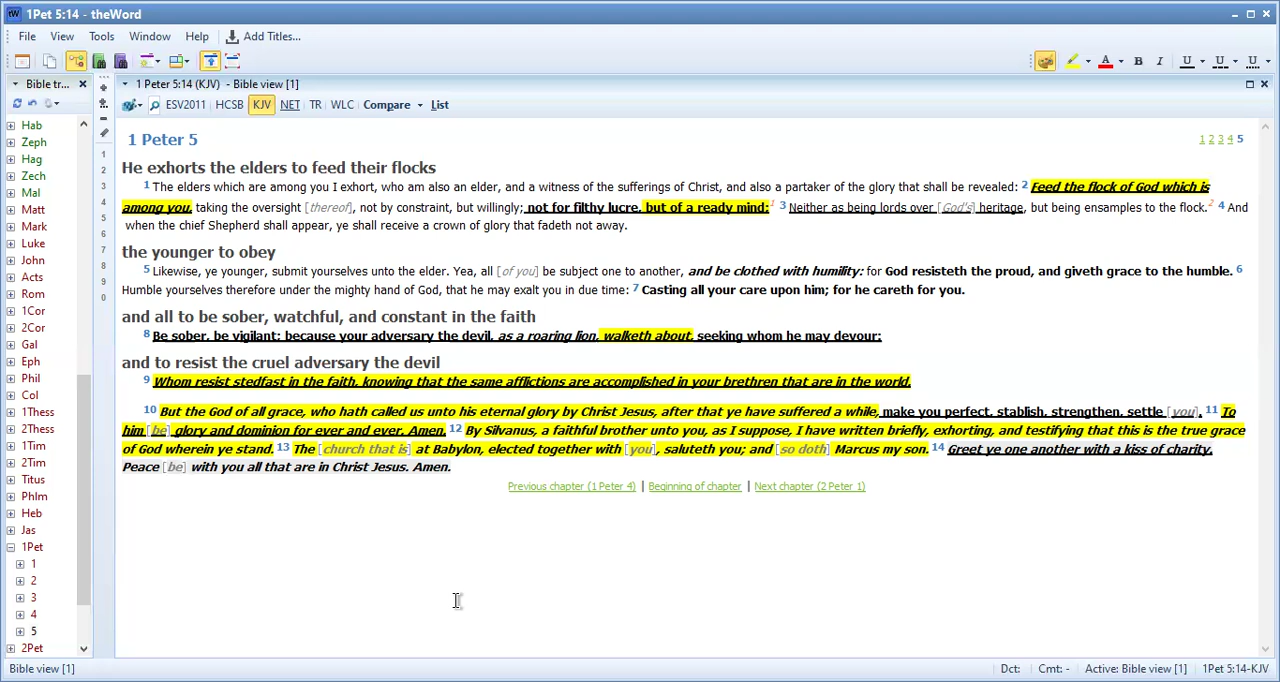 1Pet 5:14 - theWord
File View Tools Window Help Add Titles...
B I U U U
Bible tr...
1 Peter 5:14 (KJV) - Bible view [1]
ESV2011 HCSB KJV NET TR WLC Compare List
Hab
Zeph
Hag
Zech
Mal
Matt
Mark
Luke
John
Acts
Rom
1Cor
2Cor
Gal
Eph
Phil
Col
1Thess
2Thess
1Tim
2Tim
Titus
Phlm
Heb
Jas
1Pet
1
2
3
4
5
2Pet
1
2
3
4
5
6
7
8
9
0
1 Peter 5
1 2 3 4 5
He exhorts the elders to feed their flocks
1 The elders which are among you I exhort, who am also an elder, and a witness of the sufferings of Christ, and also a partaker of the glory that shall be revealed: 2 Feed the flock of God which is
among you, taking the oversight [thereof], not by constraint, but willingly; not for filthy lucre, but of a ready mind; 1 3 Neither as being lords over [God's] heritage, but being ensamples to the flock. 2 4 And
when the chief Shepherd shall appear, ye shall receive a crown of glory that fadeth not away.
the younger to obey
5 Likewise, ye younger, submit yourselves unto the elder. Yea, all [of you] be subject one to another, and be clothed with humility: for God resisteth the proud, and giveth grace to the humble. 6
Humble yourselves therefore under the mighty hand of God, that he may exalt you in due time: 7 Casting all your care upon him; for he careth for you.
and all to be sober, watchful, and constant in the faith
8 Be sober, be vigilant; because your adversary the devil, as a roaring lion, walketh about, seeking whom he may devour:
and to resist the cruel adversary the devil
9 Whom resist stedfast in the faith, knowing that the same afflictions are accomplished in your brethren that are in the world.
10 But the God of all grace, who hath called us unto his eternal glory by Christ Jesus, after that ye have suffered a while, make you perfect, stablish, strengthen, settle [you]. 11 To
him [be] glory and dominion for ever and ever. Amen. 12 By Silvanus, a faithful brother unto you, as I suppose, I have written briefly, exhorting, and testifying that this is the true grace
of God wherein ye stand. 13 The [church that is] at Babylon, elected together with [you], saluteth you; and [so doth] Marcus my son. 14 Greet ye one another with a kiss of charity.
Peace [be] with you all that are in Christ Jesus. Amen.
Previous chapter (1 Peter 4) | Beginning of chapter | Next chapter (2 Peter 1)
Bible view [1] Dct: Cmt: - Active: Bible view [1] 1Pet 5:14-KJV